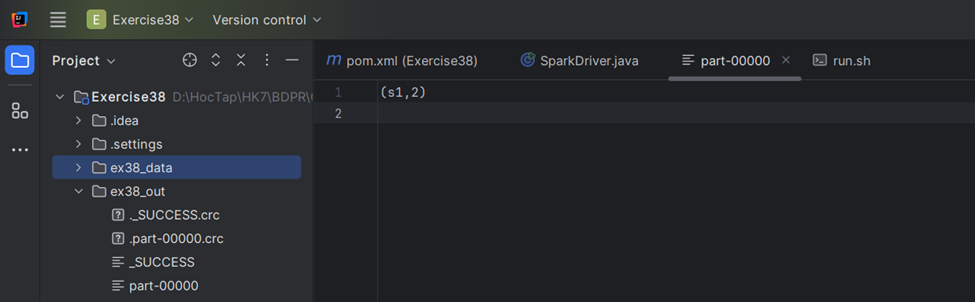 E Exercise38 Version control
Project
m pom.xml (Exercise38) SparkDriver.java part-00000 run.sh
Exercise38 D:\HocTap\HK7\BDPR\
.idea
.settings
ex38_data
ex38_out
._SUCCESS.crc
.part-00000.crc
_SUCCESS
part-00000
1 (s1,2)
2